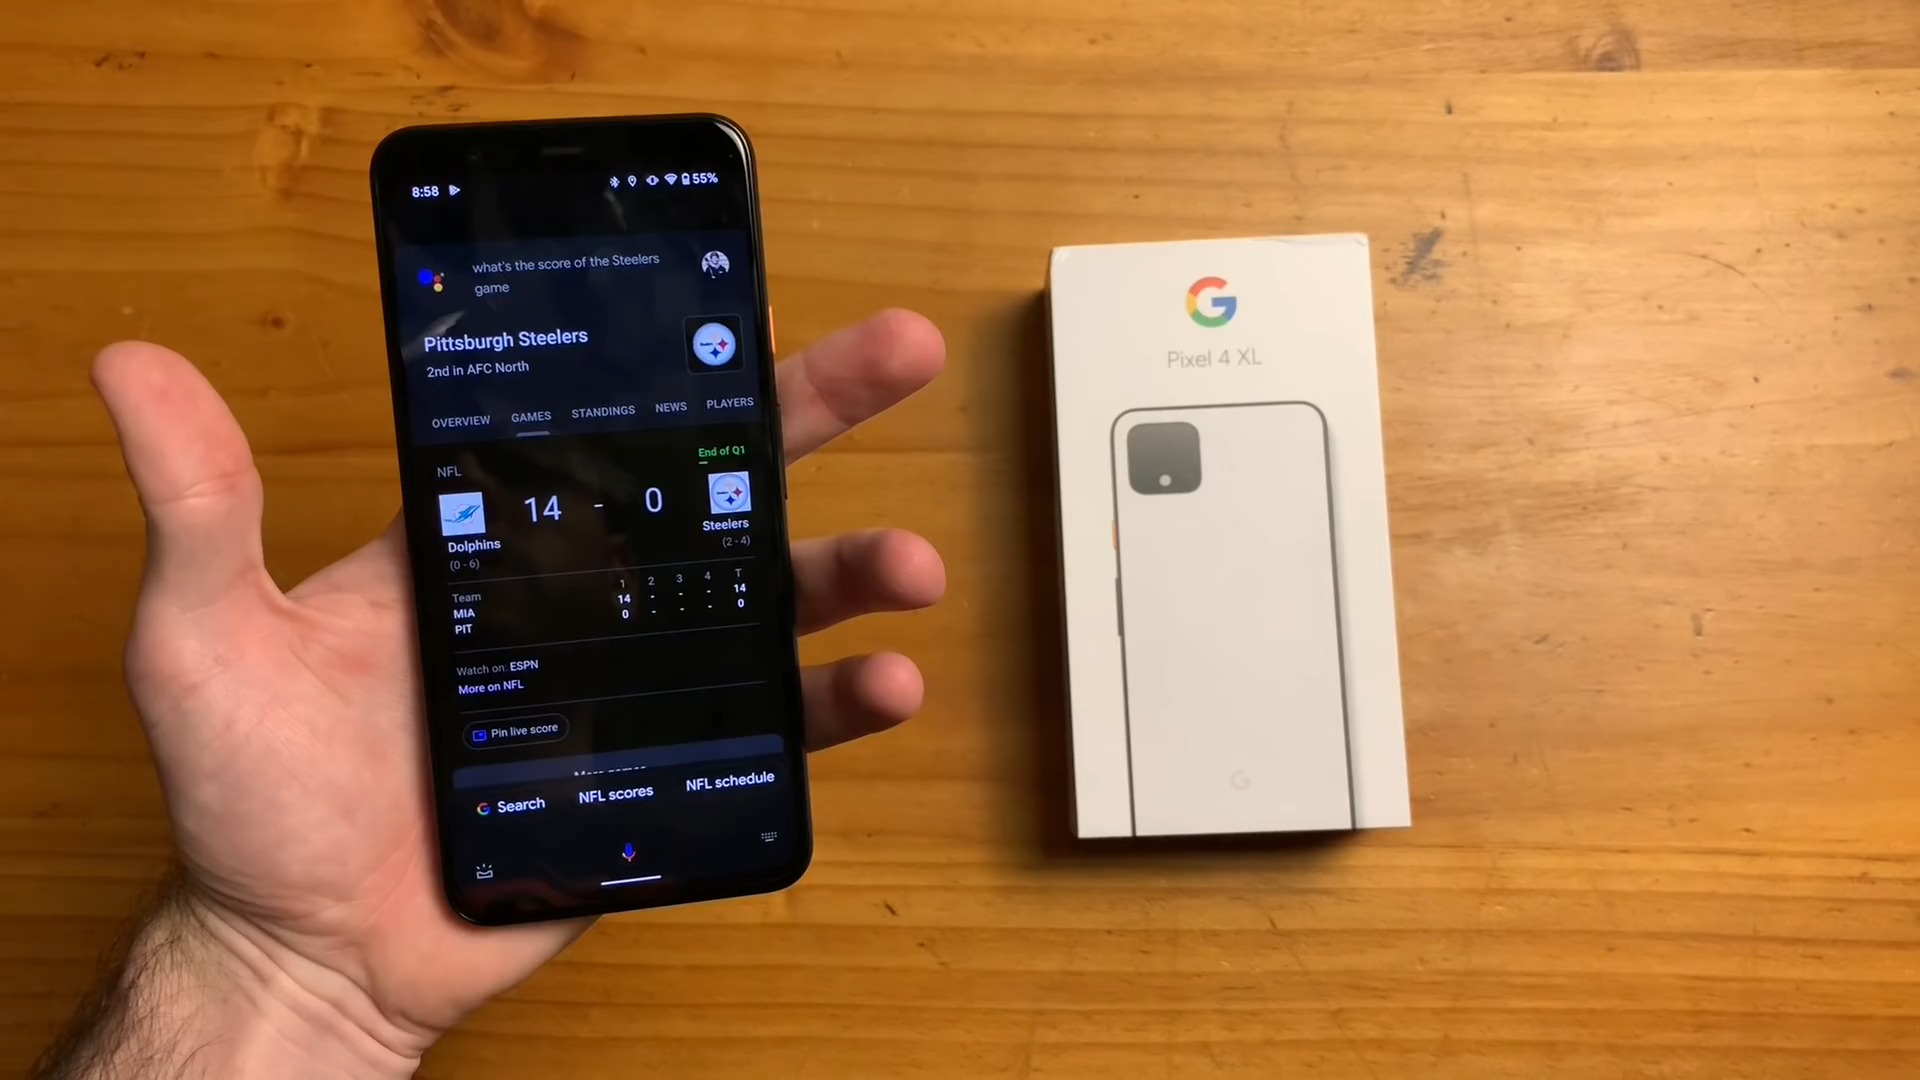 8:58 55%
what's the score of the Steelers
game
Pittsburgh Steelers
2nd in AFC North
OVERVIEW GAMES STANDINGS NEWS PLAYERS
End of Q1
NFL
14 - 0
Dolphins Steelers
(0 - 6) (2 - 4)
Team 1 2 3 4 T
MIA 14 - - - 14
PIT 0 - - - 0
Watch on: ESPN
More on NFL
Pin live score
More games
Search NFL scores NFL schedule
G
Pixel 4 XL
G